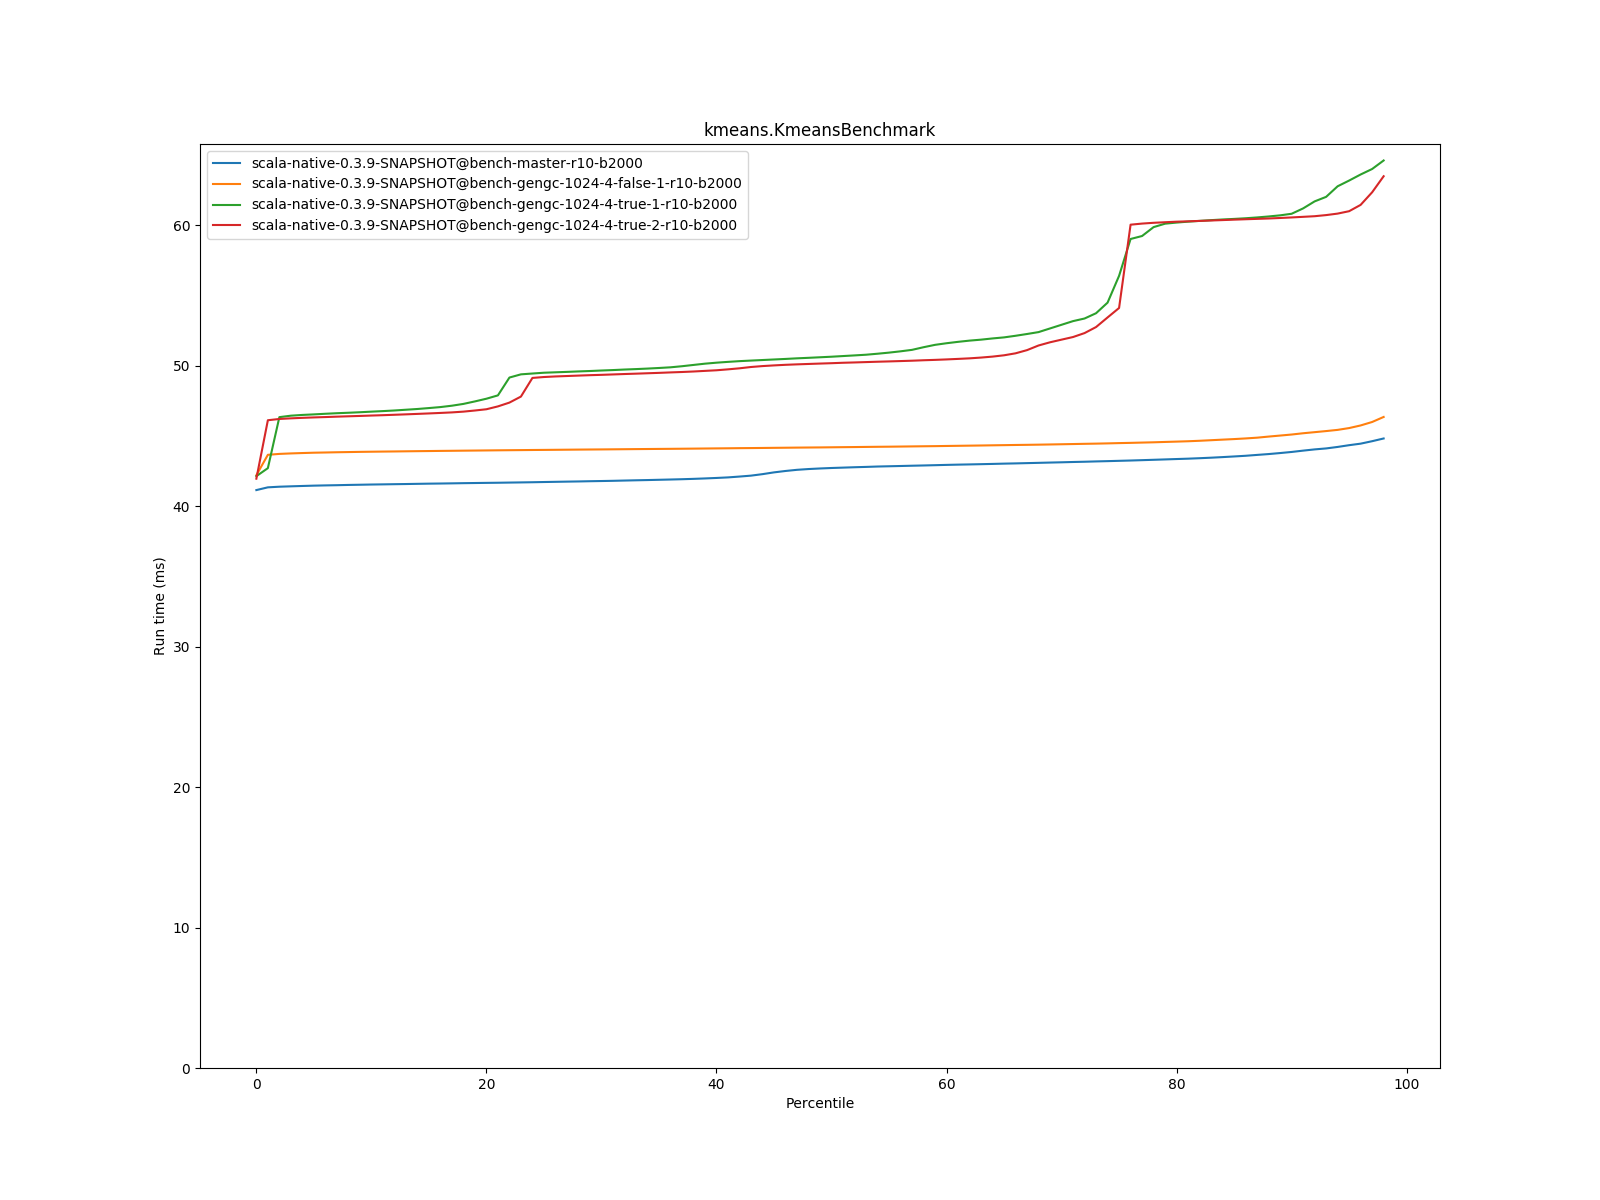 kmeans.KmeansBenchmark
scala-native-0.3.9-SNAPSHOT@bench-master-r10-b2000
scala-native-0.3.9-SNAPSHOT@bench-gengc-1024-4-false-1-r10-b2000
scala-native-0.3.9-SNAPSHOT@bench-gengc-1024-4-true-1-r10-b2000
scala-native-0.3.9-SNAPSHOT@bench-gengc-1024-4-true-2-r10-b2000
60
50
40
30
20
10
0
Run time (ms)
0 20 40 60 80 100
Percentile